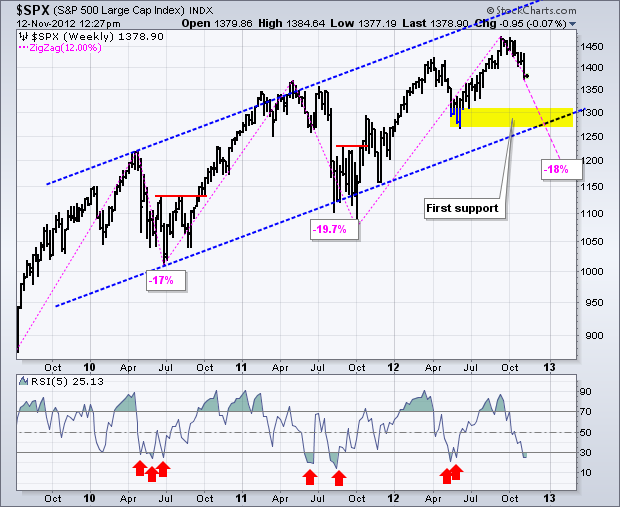 $SPX (S&P 500 Large Cap Index) INDX
© StockCharts.com
12-Nov-2012 12:27pm
Open 1379.86 High 1384.64 Low 1377.19 Last 1378.90 Chg -0.95 (-0.07%)
$SPX (Weekly) 1378.90
ZigZag(12.00%)
1450
1400
1350
1300
1250
1200
1150
1100
1050
1000
950
900
-18%
First support
-19.7%
-17%
Oct 10 Apr Jul Oct 11 Apr Jul Oct 12 Apr Jul Oct 13
RSI(5) 25.13
90
70
50
30
10
Oct 10 Apr Jul Oct 11 Apr Jul Oct 12 Apr Jul Oct 13